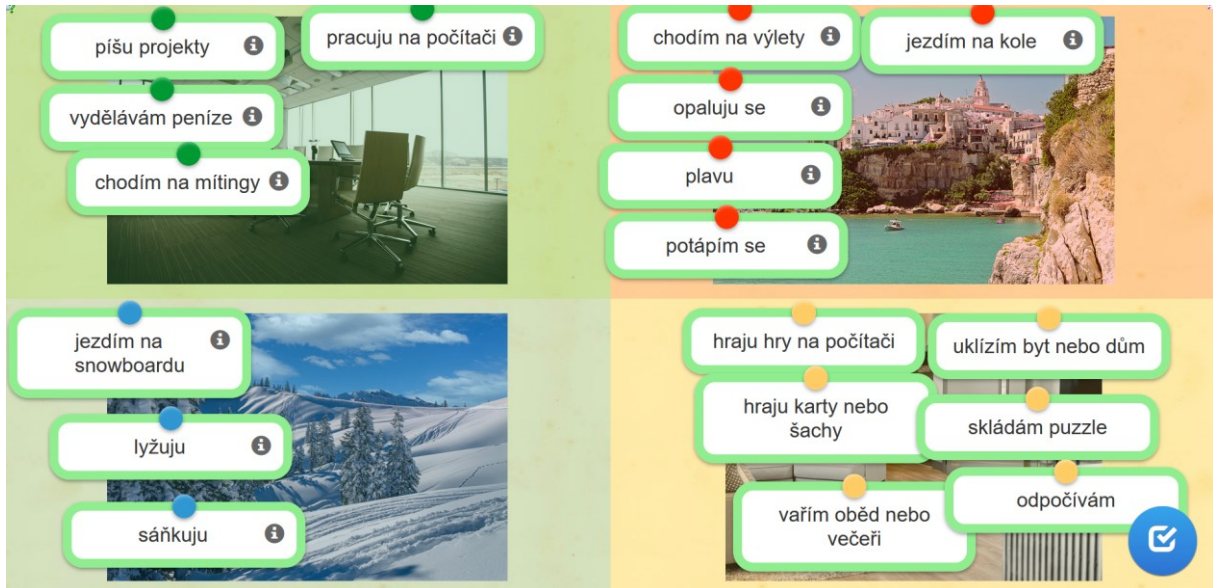 píšu projekty
pracuju na počítači
vydělávám peníze
chodím na mítingy
chodím na výlety
jezdím na kole
opaluju se
plavu
potápím se
jezdím na
snowboardu
lyžuju
sáňkuju
hraju hry na počítači
uklízím byt nebo dům
hraju karty nebo
šachy
skládám puzzle
vařím oběd nebo
večeři
odpočívám